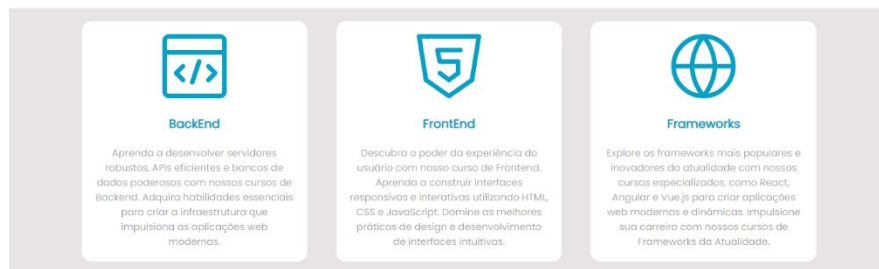 </>
5
BackEnd
Aprenda a desenvolver servidores
robustos, APIs eficientes e bancos de
dados poderosos com nossos cursos de
Backend. Adquira habilidades essenciais
para criar a infraestrutura que
impulsiona as aplicações web
modernas.
FrontEnd
Descubra o poder da experiência do
usuário com nosso curso de Frontend.
Aprenda a construir interfaces
responsivas e interativas utilizando HTML,
CSS e JavaScript. Domine as melhores
práticas de design e desenvolvimento
de interfaces intuitivas.
Frameworks
Explore os frameworks mais populares e
inovadores da atualidade com nossos
cursos especializados, como React,
Angular e Vue.js para criar aplicações
web modernas e dinâmicas. Impulsione
sua carreira com nossos cursos de
Frameworks da Atualidade.